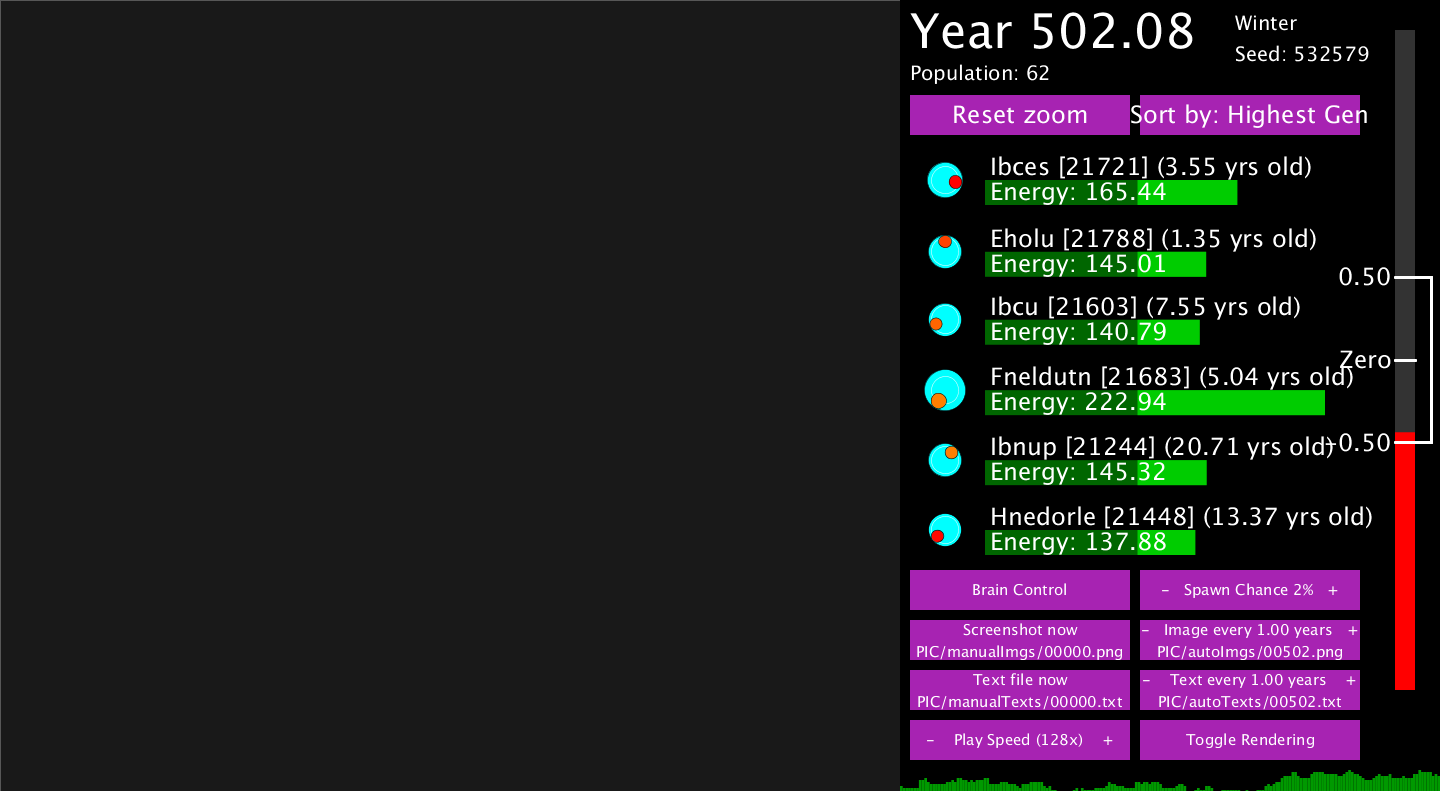 Year 502.08
Winter
Seed: 532579
Population: 62
Reset zoom
Sort by: Highest Gen
Ibces [21721] (3.55 yrs old)
Energy: 165.44
Eholu [21788] (1.35 yrs old)
Energy: 145.01
0.50
Ibcu [21603] (7.55 yrs old)
Energy: 140.79
Zero
Fneldutn [21683] (5.04 yrs old)
Energy: 222.94
Ibnup [21244] (20.71 yrs old)
-0.50
Energy: 145.32
Hnedorle [21448] (13.37 yrs old)
Energy: 137.88
Brain Control
- Spawn Chance 2% +
Screenshot now
PIC/manualImgs/00000.png
- Image every 1.00 years +
PIC/autoImgs/00502.png
Text file now
PIC/manualTexts/00000.txt
- Text every 1.00 years +
PIC/autoTexts/00502.txt
- Play Speed (128x) +
Toggle Rendering